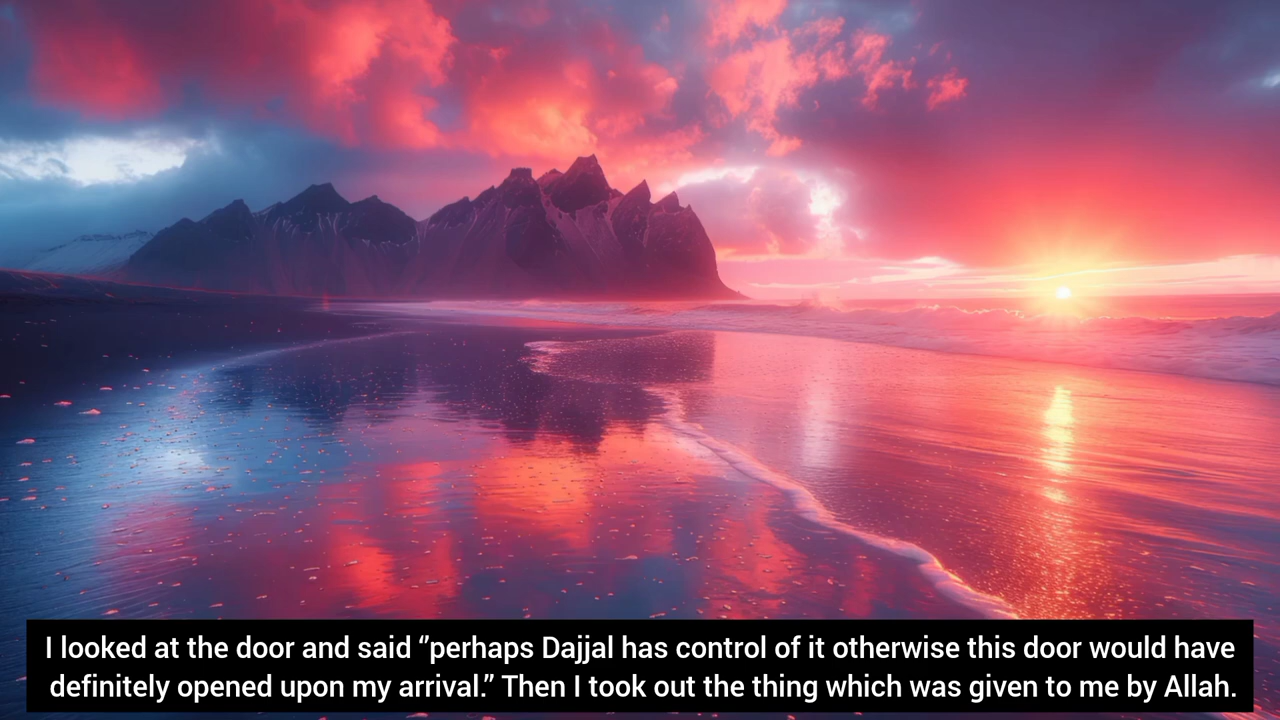 I looked at the door and said “perhaps Dajjal has control of it otherwise this door would have
definitely opened upon my arrival.” Then I took out the thing which was given to me by Allah.